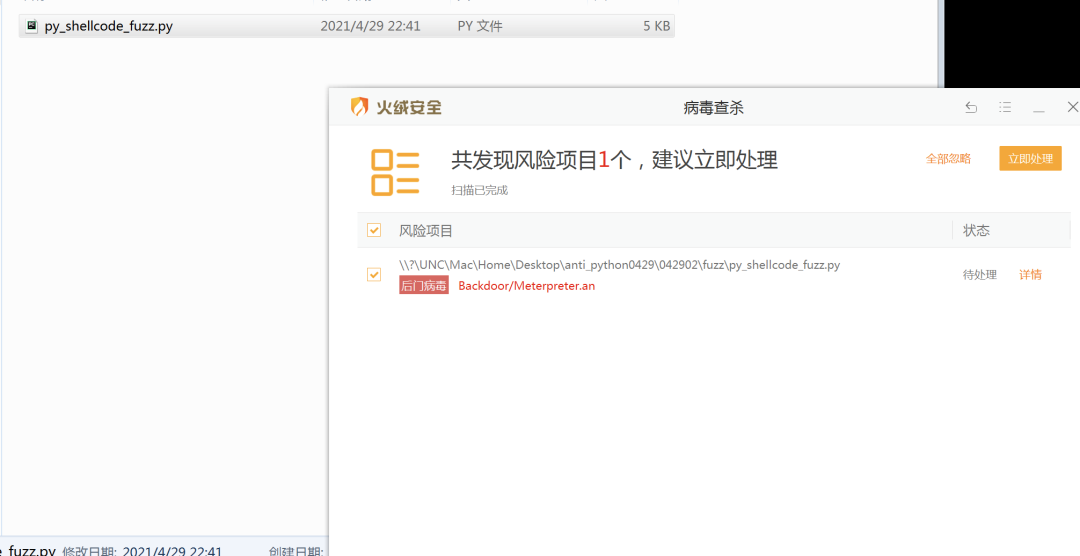 py_shellcode_fuzz.py 2021/4/29 22:41 PY 文件 5 KB
火绒安全 病毒查杀
共发现风险项目1个，建议立即处理 全部忽略 立即处理
扫描已完成
风险项目 状态
\\?\UNC\Mac\Home\Desktop\anti_python0429\042902\fuzz\py_shellcode_fuzz.py
待处理 详情
后门病毒 Backdoor/Meterpreter.an
e_fuzz.py 修改日期: 2021/4/29 22:41 创建日期: